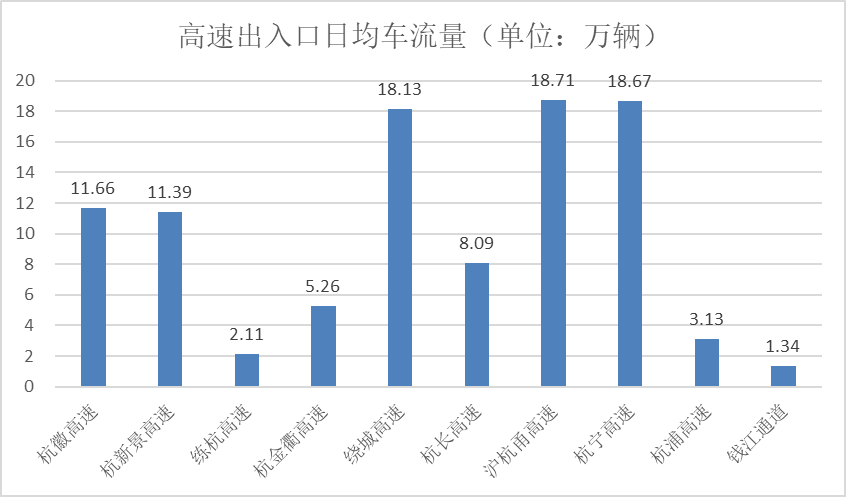 高速出入口日均车流量（单位：万辆）
20
18
16
14
12
10
8
6
4
2
0
11.66
11.39
2.11
5.26
18.13
8.09
18.71
18.67
3.13
1.34
杭徽高速
杭新景高速
练杭高速
杭金衢高速
绕城高速
杭长高速
沪杭甬高速
杭宁高速
杭浦高速
钱江通道